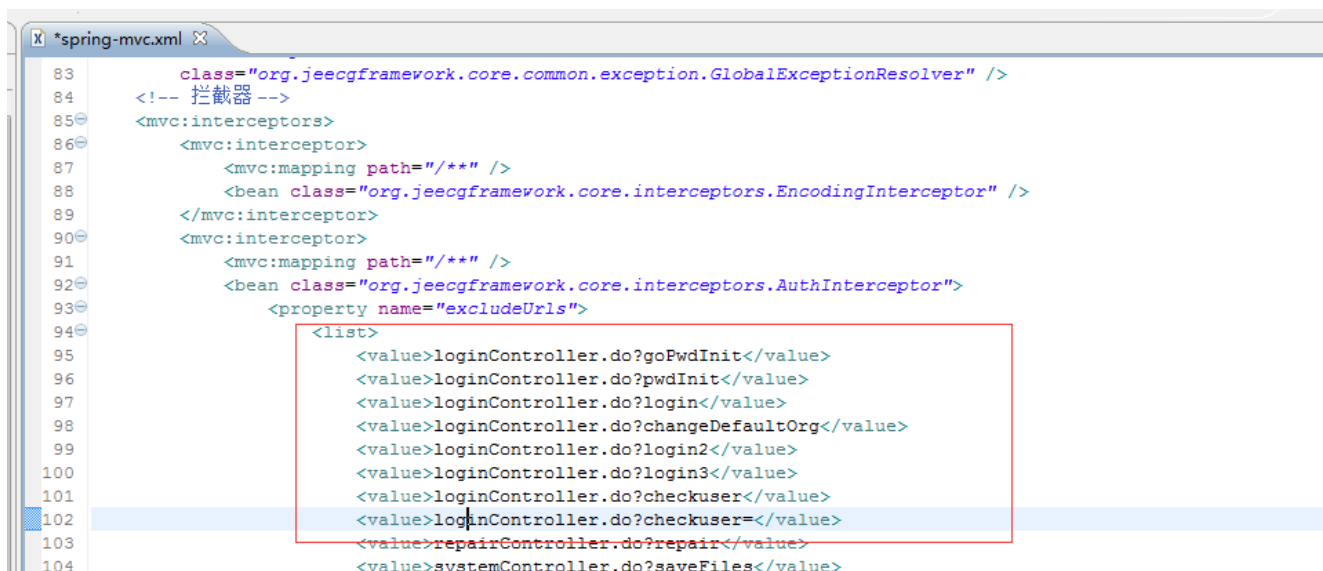 *spring-mvc.xml
83 class="org.jeecgframework.core.common.exception.GlobalExceptionResolver" />
84 <!-- 拦截器 -->
85 <mvc:interceptors>
86 <mvc:interceptor>
87 <mvc:mapping path="/**" />
88 <bean class="org.jeecgframework.core.interceptors.EncodingInterceptor" />
89 </mvc:interceptor>
90 <mvc:interceptor>
91 <mvc:mapping path="/**" />
92 <bean class="org.jeecgframework.core.interceptors.AuthInterceptor">
93 <property name="excludeUrls">
94 <list>
95 <value>loginController.do?goPwdInit</value>
96 <value>loginController.do?pwdInit</value>
97 <value>loginController.do?login</value>
98 <value>loginController.do?changeDefaultOrg</value>
99 <value>loginController.do?login2</value>
100 <value>loginController.do?login3</value>
101 <value>loginController.do?checkuser</value>
102 <value>loginController.do?checkuser=</value>
103 <value>repairController.do?repair</value>
104 <value>systemController.do?saveFiles</value>